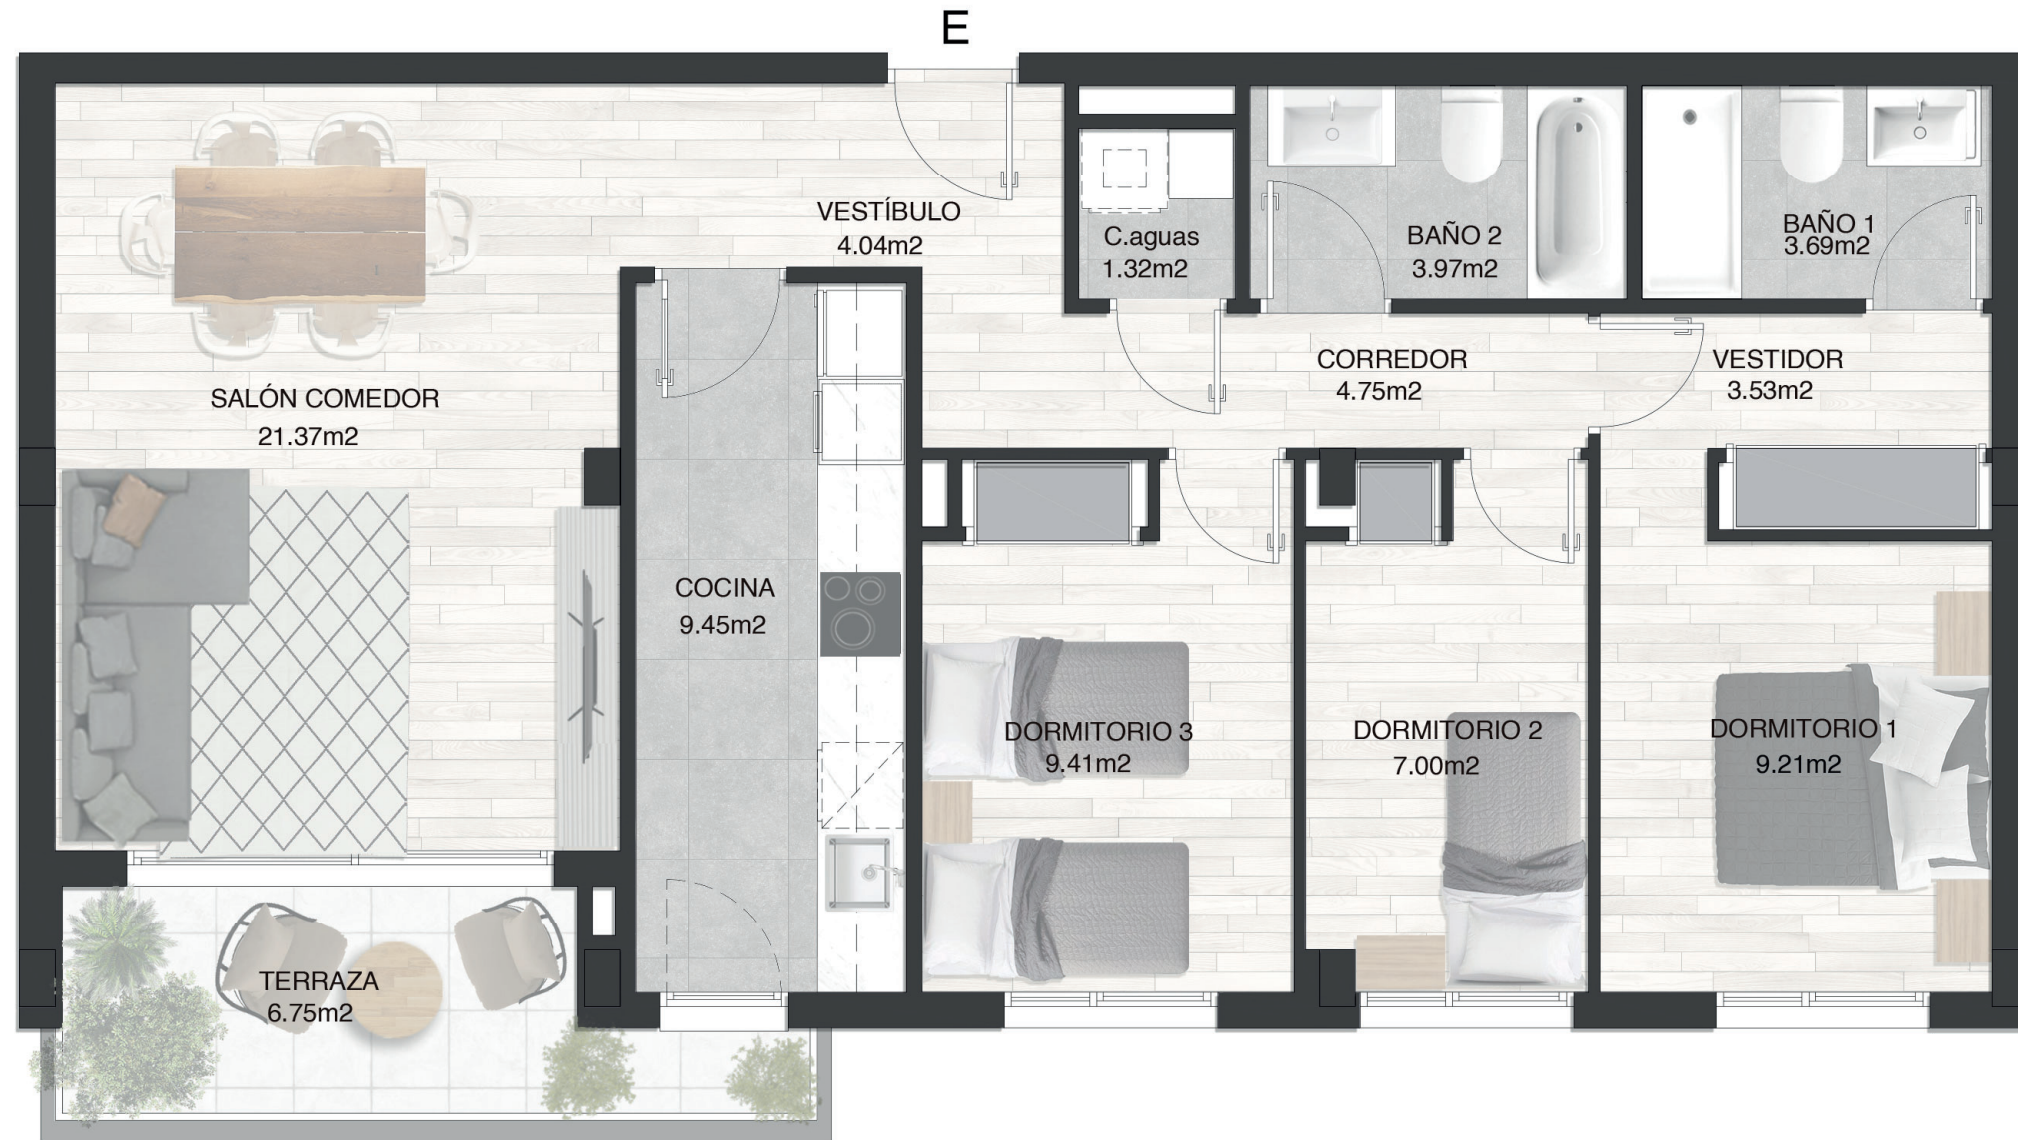 E
VESTÍBULO
4.04m2
C.aguas
1.32m2
BAÑO 2
3.97m2
BAÑO 1
3.69m2
SALÓN COMEDOR
21.37m2
CORREDOR
4.75m2
VESTIDOR
3.53m2
COCINA
9.45m2
DORMITORIO 3
9.41m2
DORMITORIO 2
7.00m2
DORMITORIO 1
9.21m2
TERRAZA
6.75m2